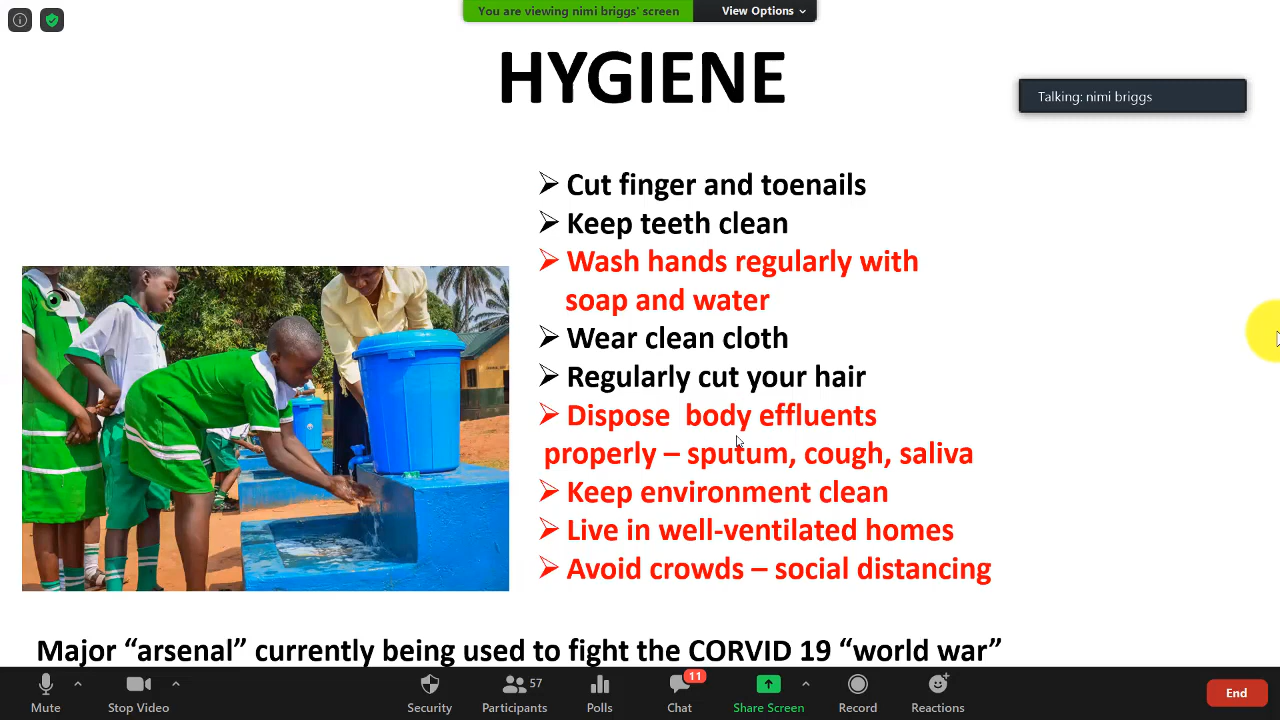 You are viewing nimi briggs' screen
View Options
HYGIENE
Talking: nimi briggs
Cut finger and toenails
Keep teeth clean
Wash hands regularly with
soap and water
Wear clean cloth
Regularly cut your hair
Dispose body effluents
properly – sputum, cough, saliva
Keep environment clean
Live in well-ventilated homes
Avoid crowds – social distancing
Major “arsenal” currently being used to fight the CORVID 19 “world war”
57
11
End
Mute
Stop Video
Security
Participants
Polls
Chat
Share Screen
Record
Reactions